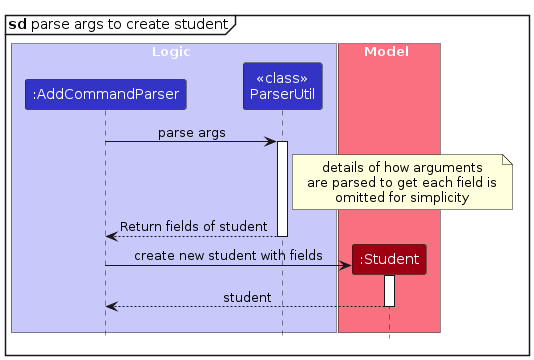 sd parse args to create student
Logic
Model
:AddCommandParser
«class»
ParserUtil
parse args
details of how arguments
are parsed to get each field is
omitted for simplicity
Return fields of student
create new student with fields
:Student
student